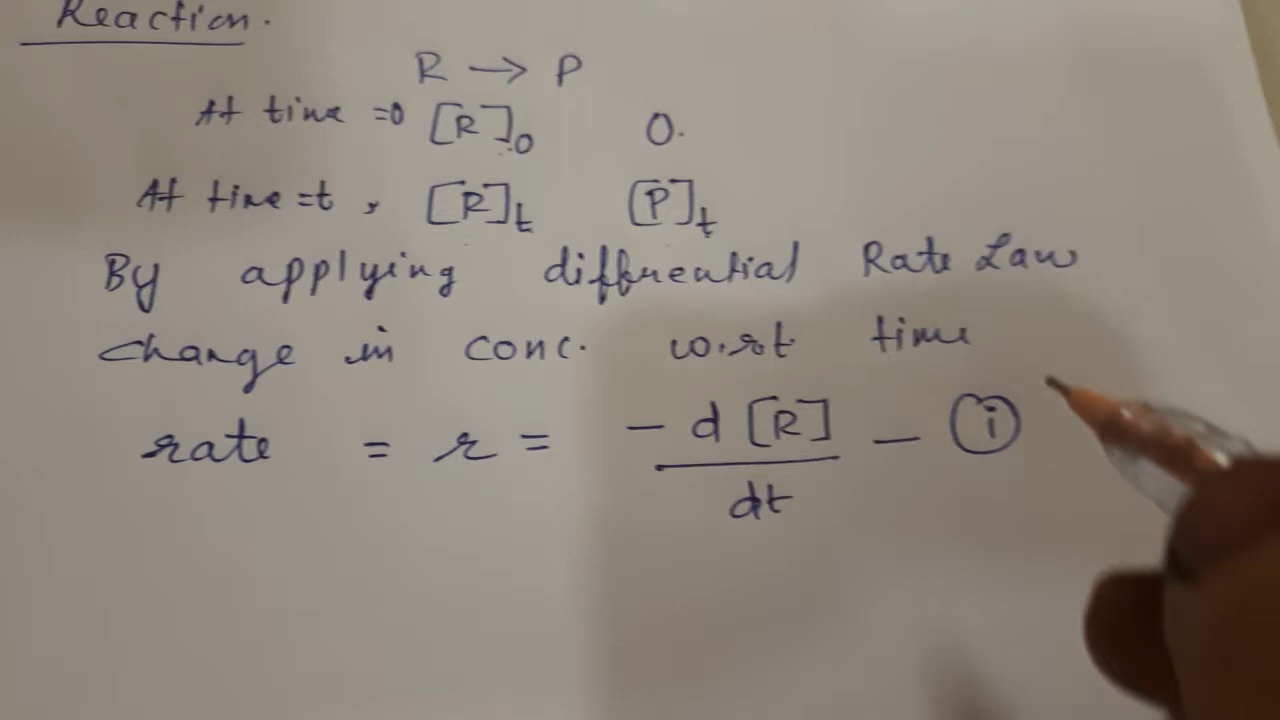 Reaction.
R → P
At time =0 [R]₀ 0.
At time =t, [R]t [P]t
By applying differential Rate Law
change in conc. w.r.t. time
rate = r = - d [R] / dt - (i)